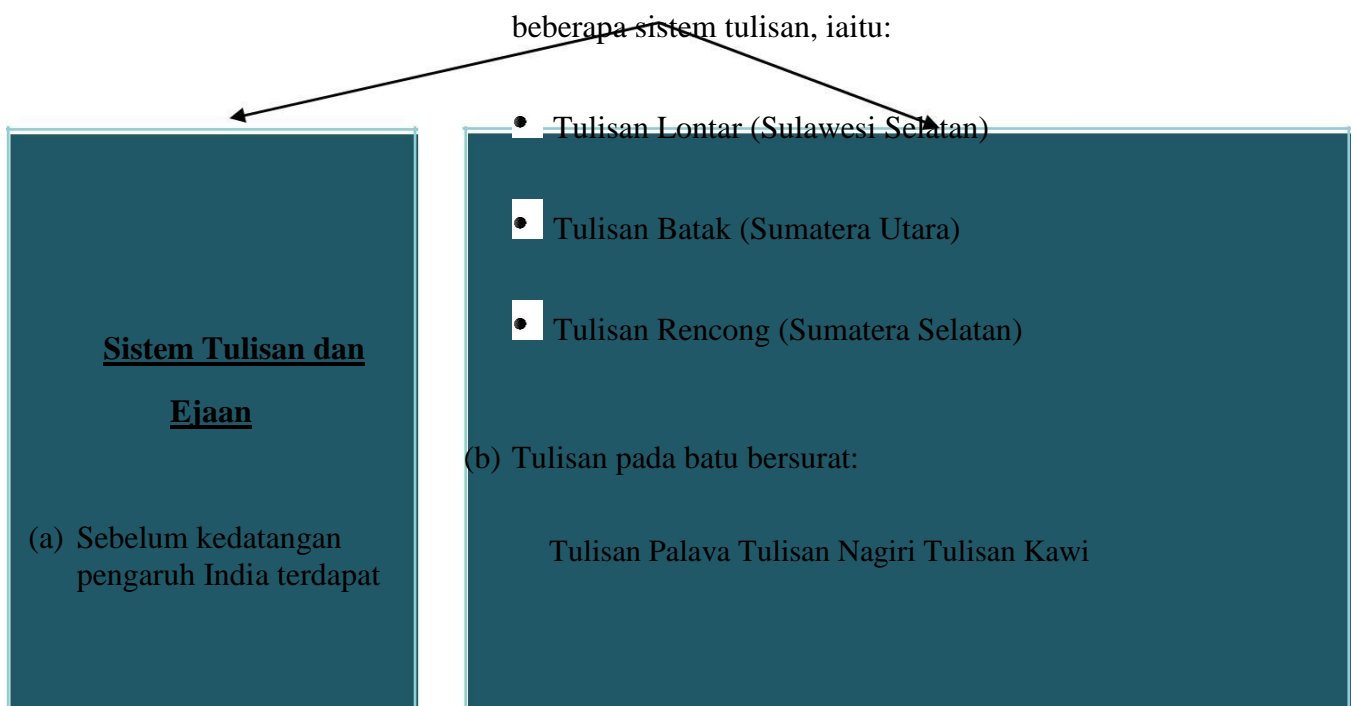 Sistem Tulisan dan
Ejaan
(a) Sebelum kedatangan
pengaruh India terdapat
beberapa sistem tulisan, iaitu:
• Tulisan Lontar (Sulawesi Selatan)
• Tulisan Batak (Sumatera Utara)
• Tulisan Rencong (Sumatera Selatan)
(b) Tulisan pada batu bersurat:
Tulisan Palava Tulisan Nagiri Tulisan Kawi